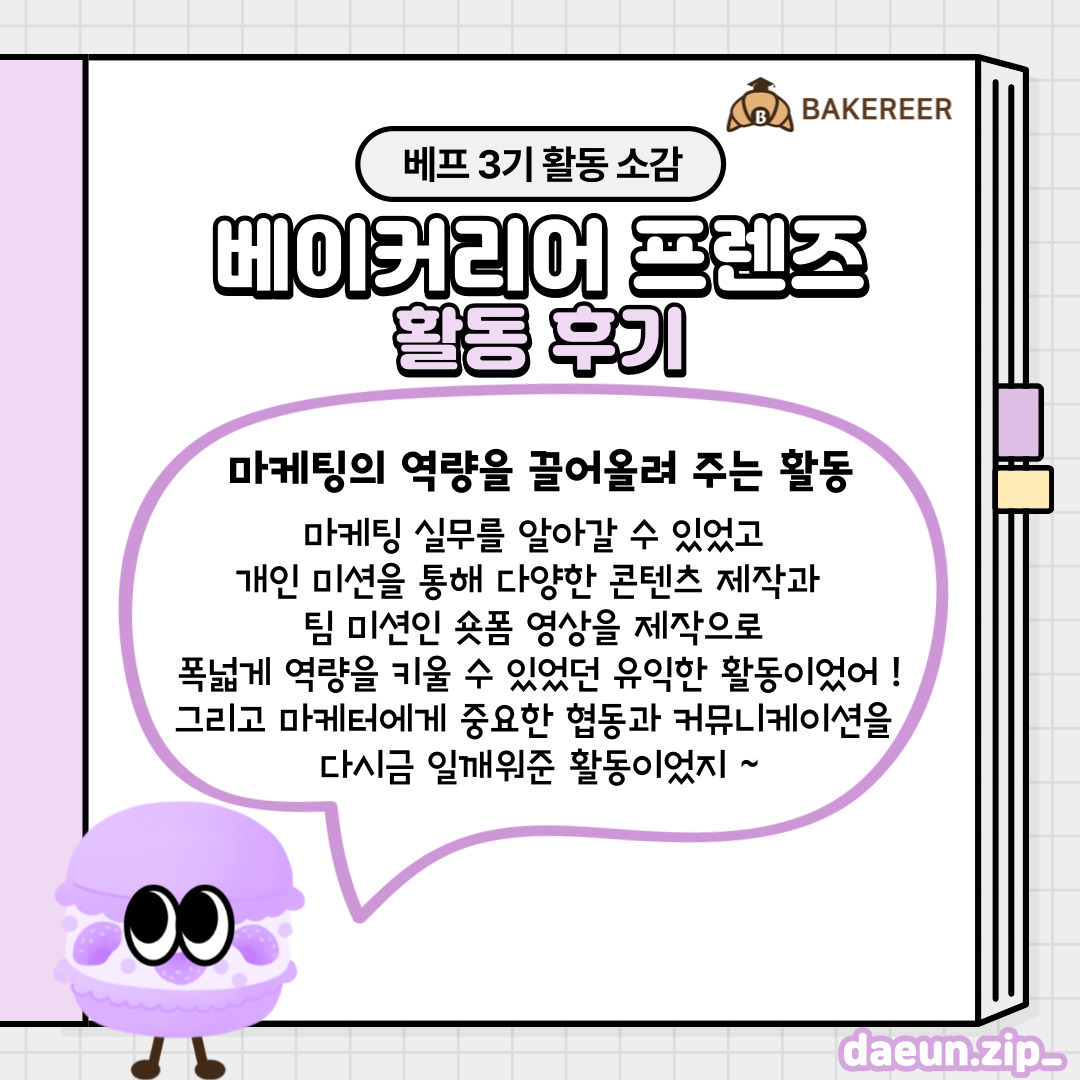 BAKEREER
B
베프 3기 활동 소감
베이커리어 프렌즈
활동 후기
마케팅의 역량을 끌어올려 주는 활동
마케팅 실무를 알아갈 수 있었고
개인 미션을 통해 다양한 콘텐츠 제작과
팀 미션인 숏폼 영상을 제작으로
폭넓게 역량을 키울 수 있었던 유익한 활동이었어 !
그리고 마케터에게 중요한 협동과 커뮤니케이션을
다시금 일깨워준 활동이었지 ~
daeun.zip_